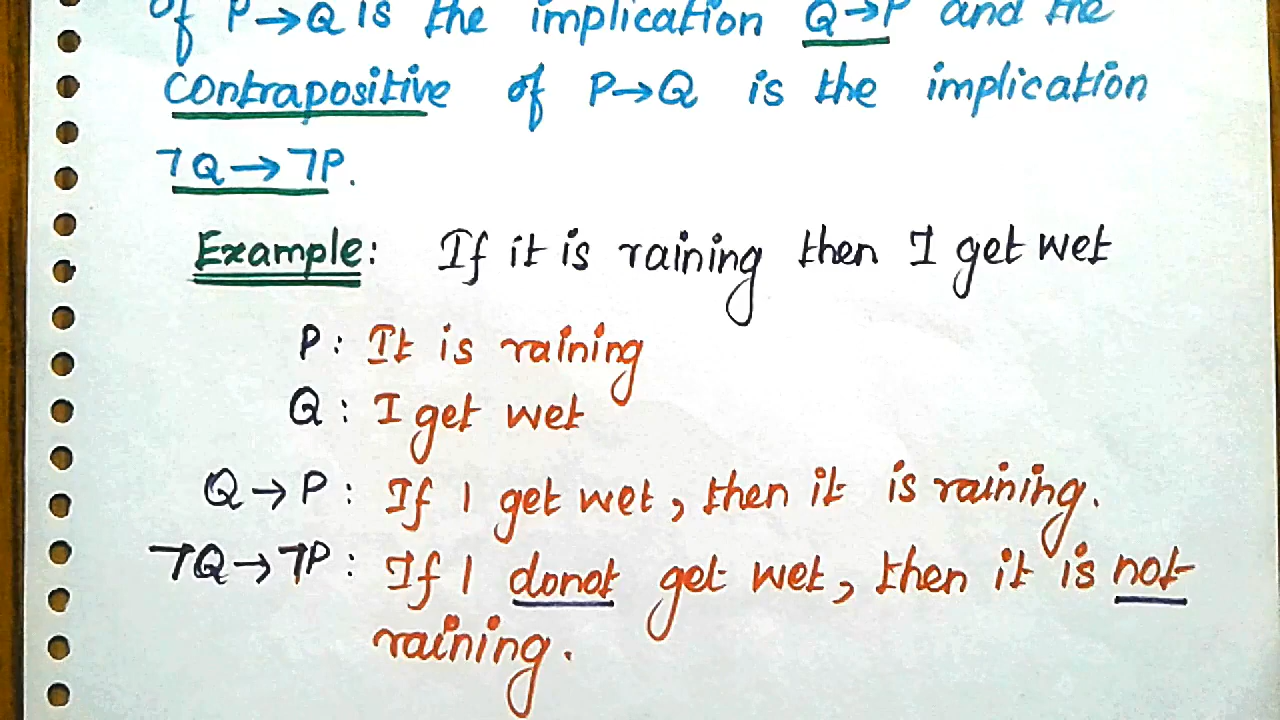 of P→Q is the implication Q→P and the
contrapositive of P→Q is the implication
¬Q→¬P.
Example: If it is raining then I get wet
P: It is raining
Q: I get wet
Q→P: If I get wet, then it is raining.
¬Q→¬P: If I donot get wet, then it is not
raining.